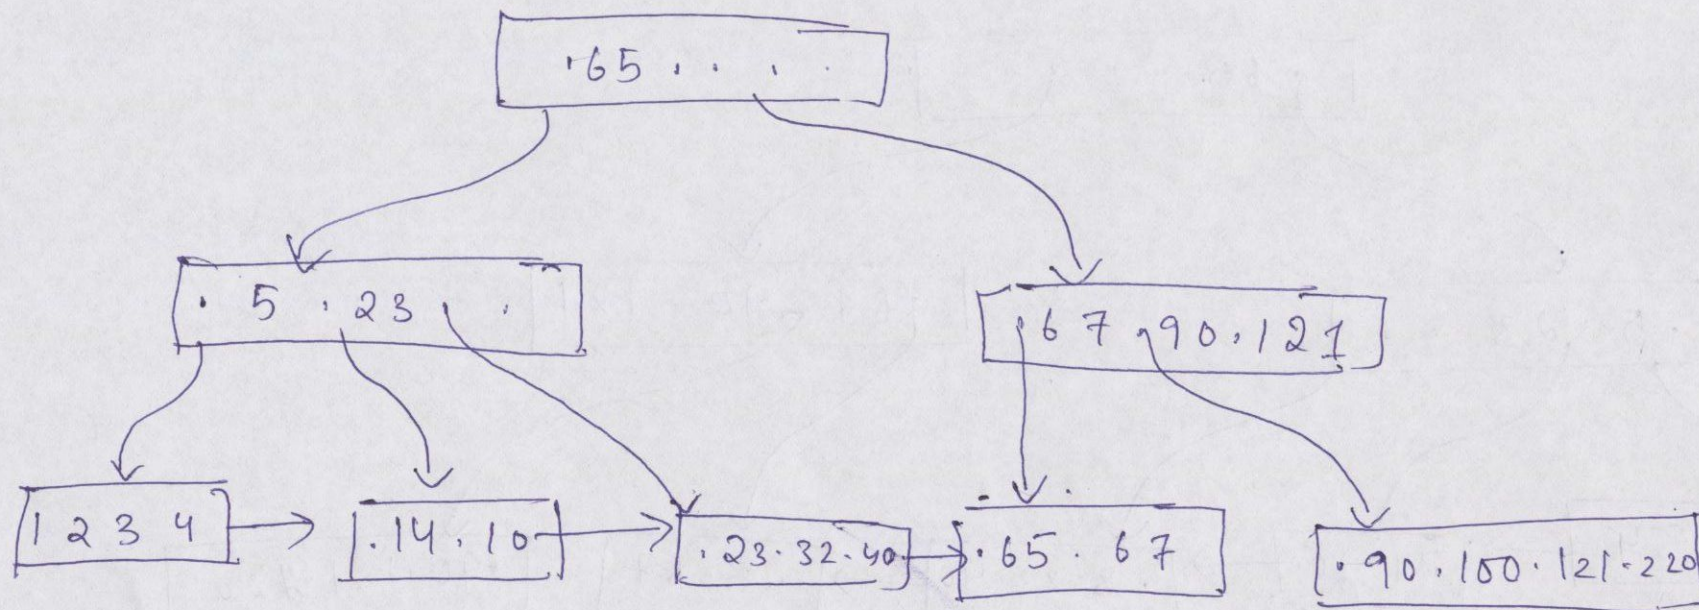 .65 . . . .
. 5 . 23 . .
.67 .90.121
1 2 3 4
.14.10
.23.32.40
.65. 67
.90.100.121.220